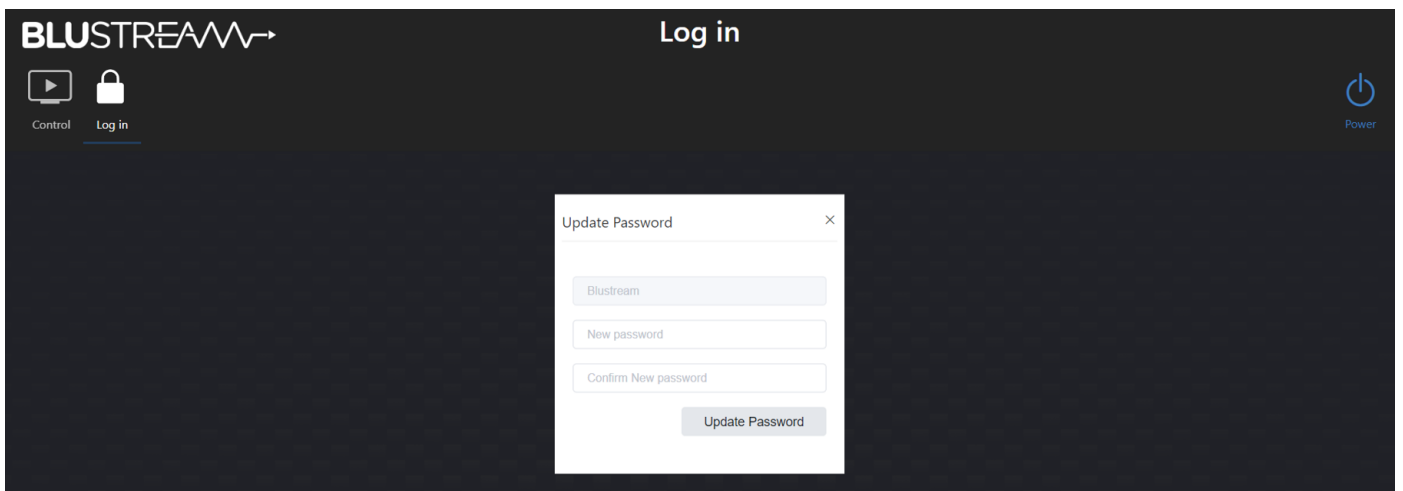 BLUSTREAM
Log in
Control
Log in
Power
Update Password
Blustream
New password
Confirm New password
Update Password